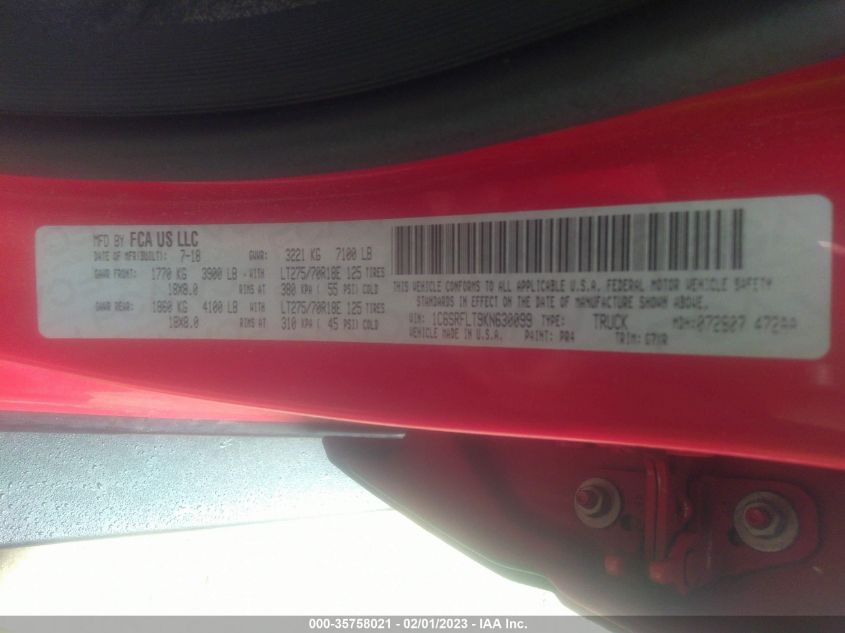 MFD BY FCA US LLC
DATE OF MFR(BUILT): 7-18 GVWR: 3221 KG 7100 LB
GAWR FRONT: 1770 KG 3900 LB -WITH LT275/70R18E 125 TIRES
18X8.0 RIMS AT 380 KPA ( 55 PSI) COLD
GAWR REAR: 1860 KG 4100 LB -WITH LT275/70R18E 125 TIRES
18X8.0 RIMS AT 310 KPA ( 45 PSI) COLD
THIS VEHICLE CONFORMS TO ALL APPLICABLE U.S.A. FEDERAL MOTOR VEHICLE SAFETY
STANDARDS IN EFFECT ON THE DATE OF MANUFACTURE SHOWN ABOVE.
VIN: 1C6SRFLT9KN630099 TYPE: TRUCK MDH: 072607 472AA
VEHICLE MADE IN U.S.A. PAINT: PR4 TRIM:
000-35758021 - 02/01/2023 - IAA Inc.